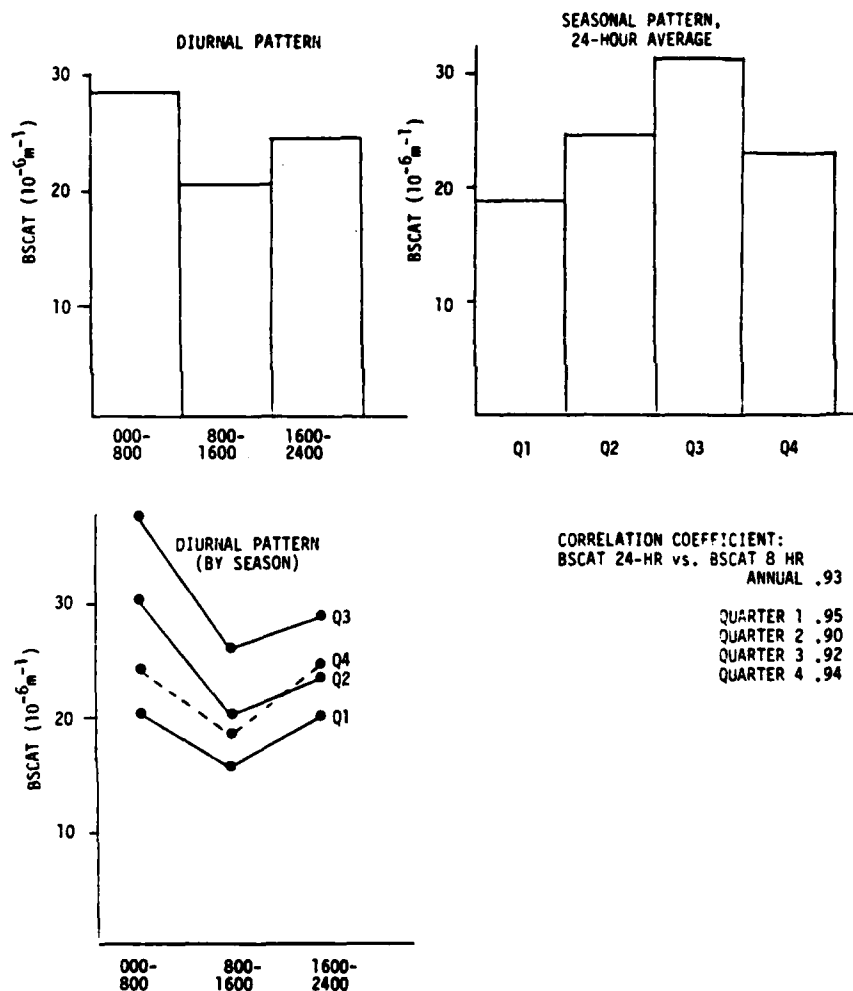 DIURNAL PATTERN
30
20
10
BSCAT (10⁻⁶m⁻¹)
000-
800
800-
1600
1600-
2400
SEASONAL PATTERN,
24-HOUR AVERAGE
30
20
10
BSCAT (10⁻⁶m⁻¹)
Q1 Q2 Q3 Q4
DIURNAL PATTERN
(BY SEASON)
30
20
10
BSCAT (10⁻⁶m⁻¹)
Q3
Q4
Q2
Q1
000-
800
800-
1600
1600-
2400
CORRELATION COEFFICIENT:
BSCAT 24-HR vs. BSCAT 8 HR
ANNUAL .93
QUARTER 1 .95
QUARTER 2 .90
QUARTER 3 .92
QUARTER 4 .94